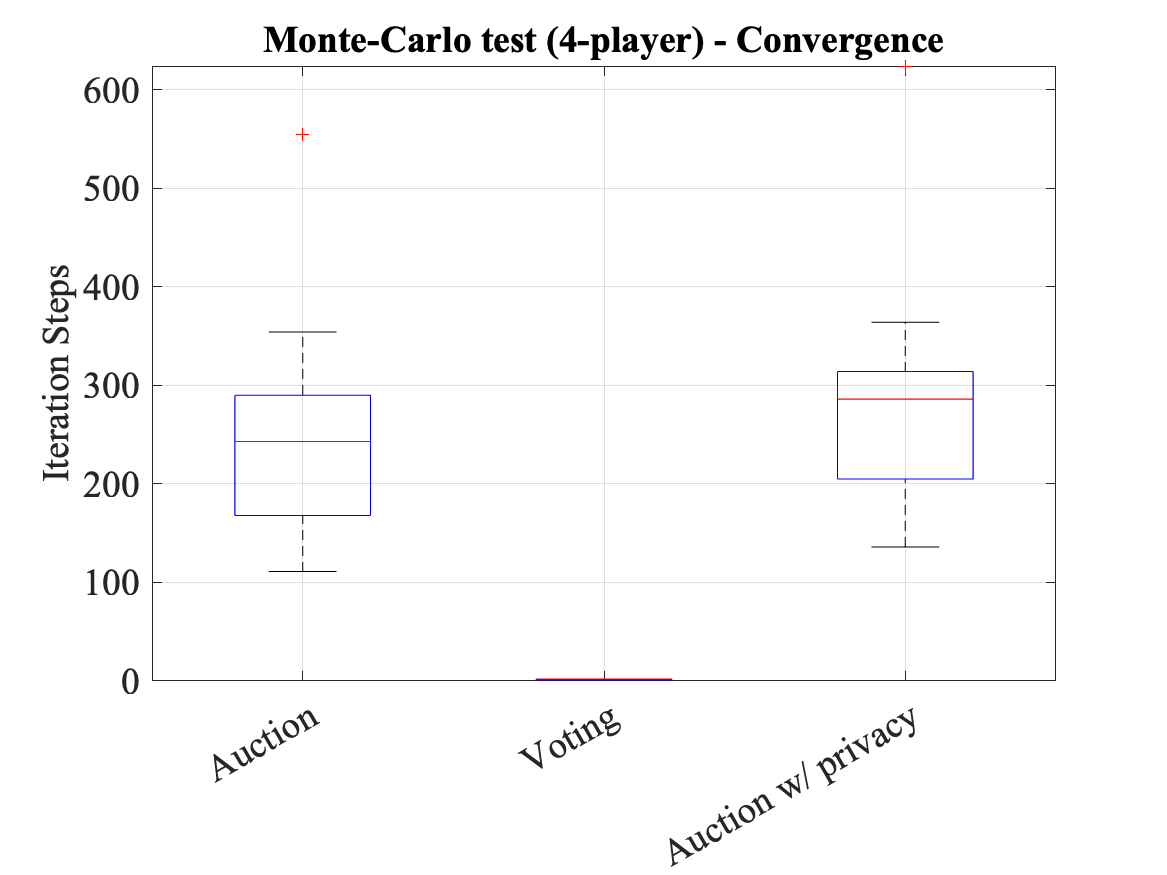 Monte-Carlo test (4-player) - Convergence
600
500
400
300
200
100
0
Iteration Steps
Auction
Voting
Auction w/ privacy